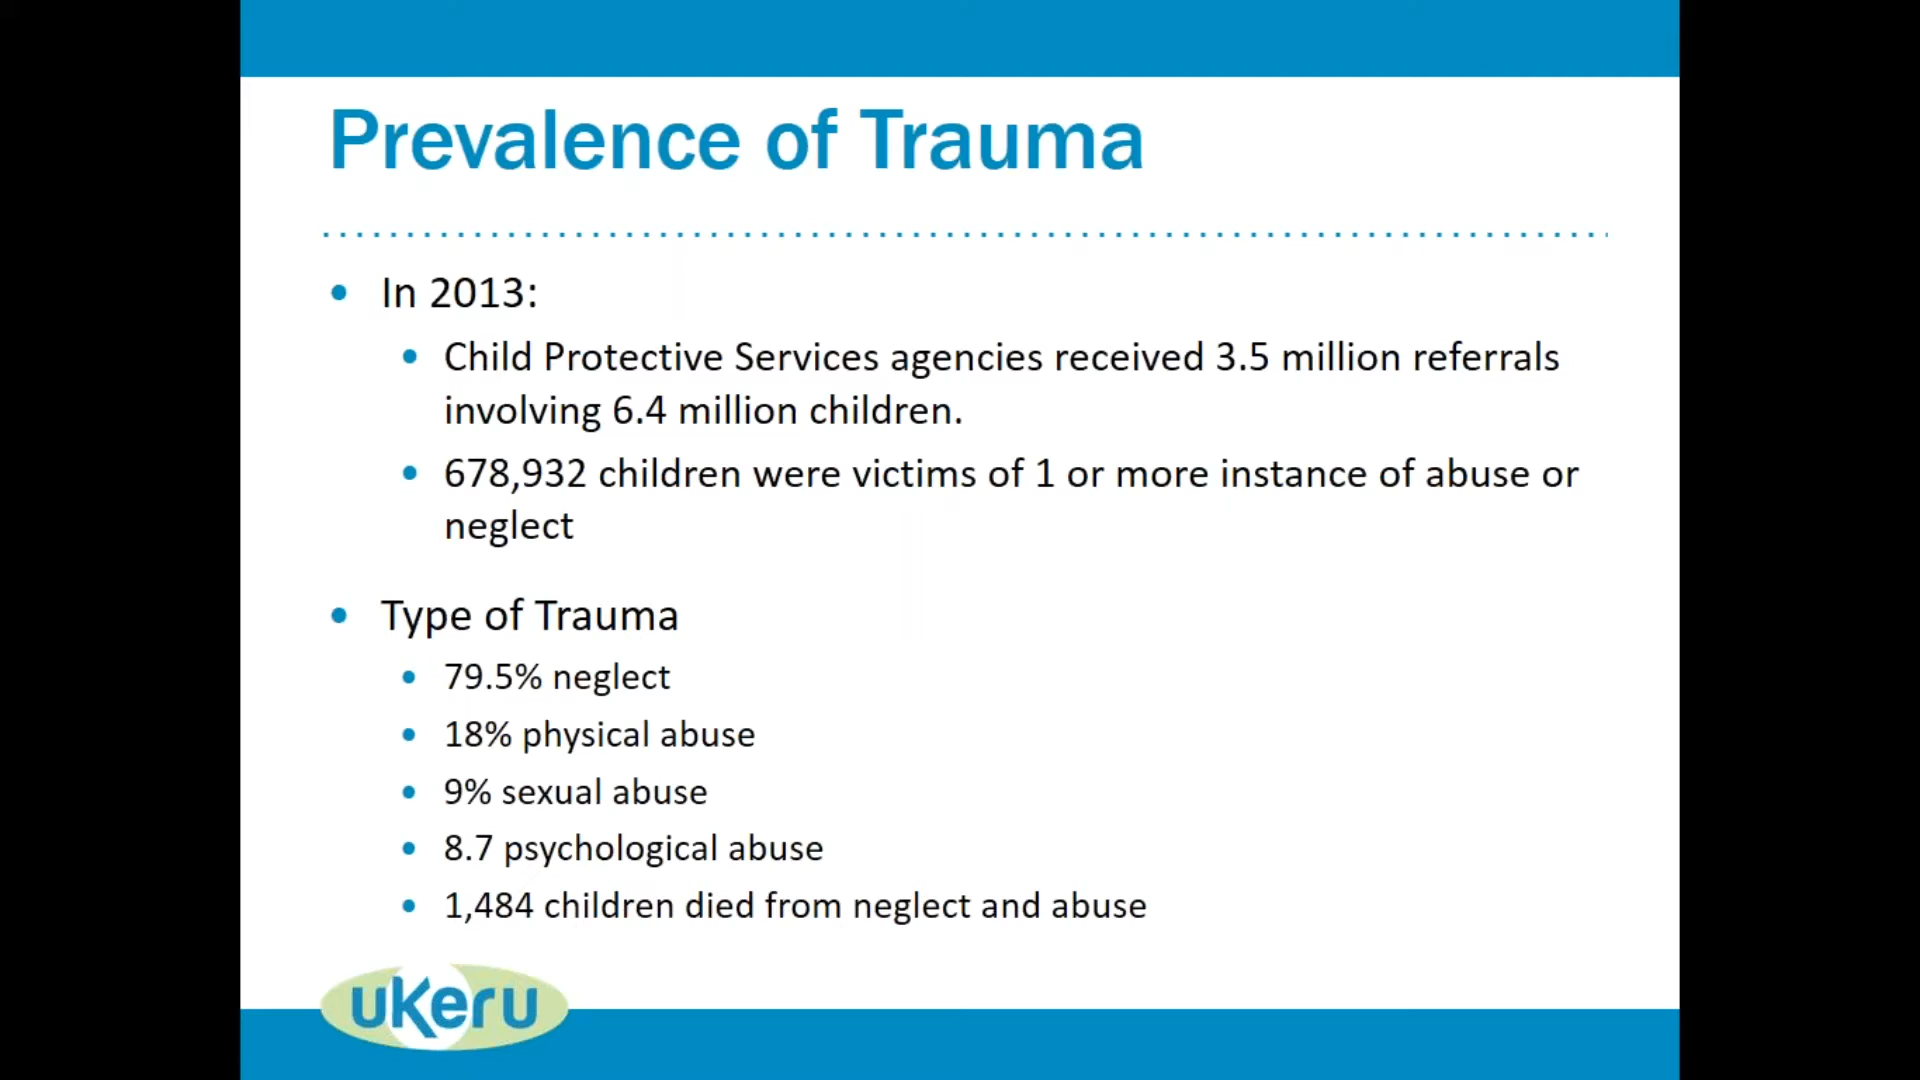 Prevalence of Trauma
• In 2013:
• Child Protective Services agencies received 3.5 million referrals
involving 6.4 million children.
• 678,932 children were victims of 1 or more instance of abuse or
neglect
• Type of Trauma
• 79.5% neglect
• 18% physical abuse
• 9% sexual abuse
• 8.7 psychological abuse
• 1,484 children died from neglect and abuse
uKeru